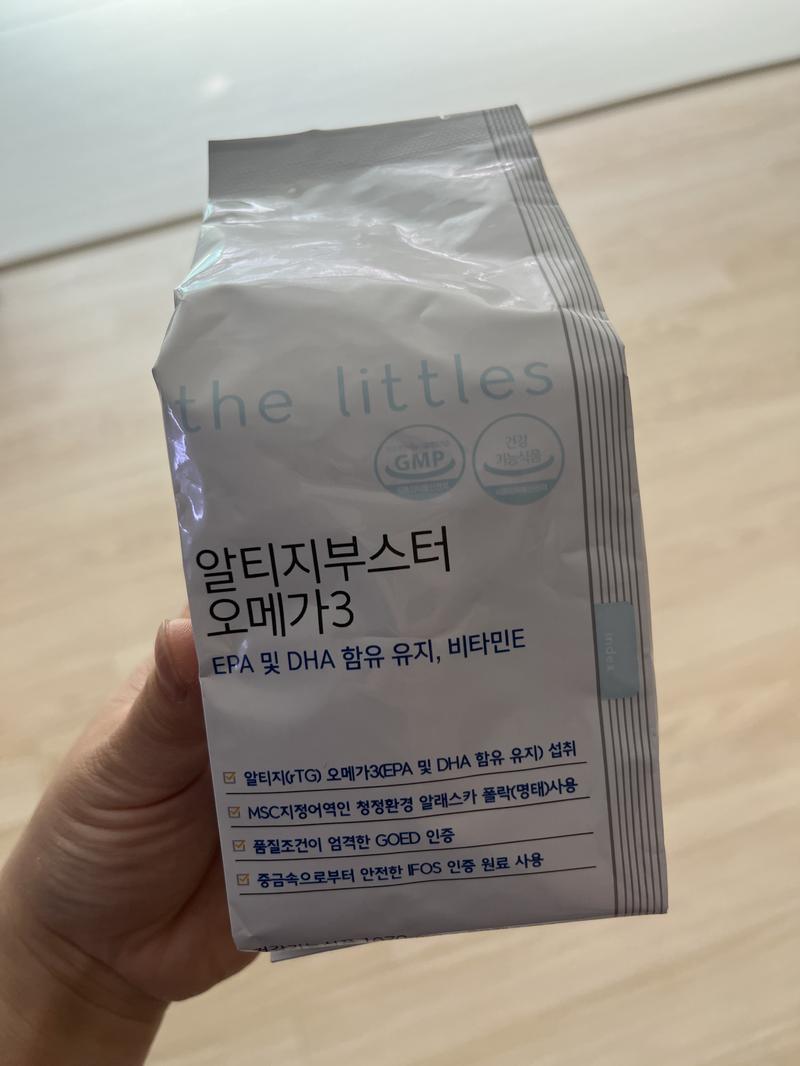 the littles
GMP
건강
기능식품
알티지부스터
오메가3
EPA 및 DHA 함유 유지, 비타민E
index
알티지(rTG) 오메가3(EPA 및 DHA 함유 유지) 섭취
MSC지정어역인 청정환경 알래스카 폴락(명태)사용
품질조건이 엄격한 GOED 인증
중금속으로부터 안전한 IFOS 인증 원료 사용